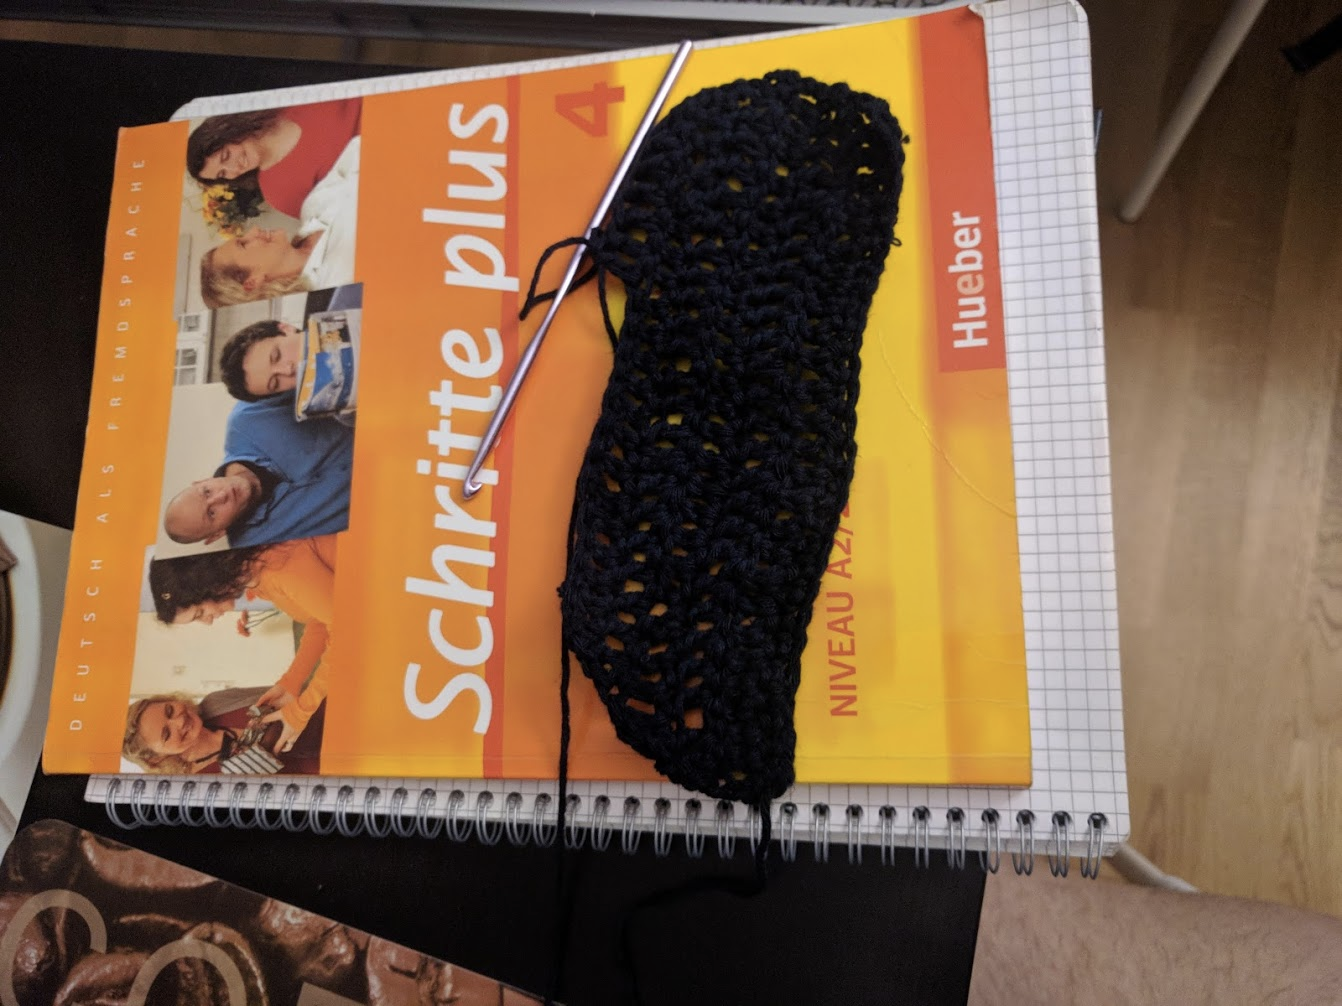 DEUTSCH ALS FREMDSPRACHE
Schritte plus
4
NIVEAU A2/
Hueber